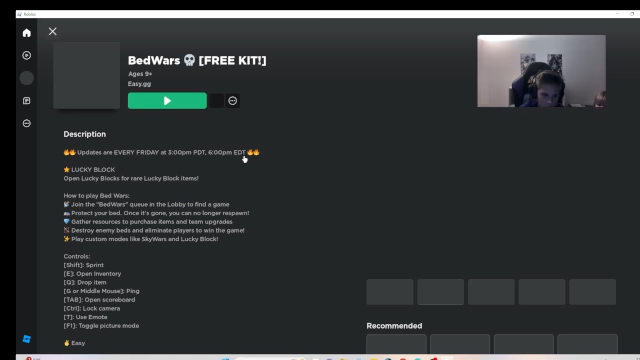 Roblox
BedWars 💀 [FREE KIT!]
Ages 9+
Easy.gg
Description
🔥🔥 Updates are EVERY FRIDAY at 3:00pm PDT, 6:00pm EDT 🔥🔥
⭐ LUCKY BLOCK
Open Lucky Blocks for rare Lucky Block items!
How to play Bed Wars:
Join the "BedWars" queue in the Lobby to find a game
🛏️ Protect your bed. Once it's gone, you can no longer respawn!
💎 Gather resources to purchase items and team upgrades
Destroy enemy beds and eliminate players to win the game!
✨ Play custom modes like SkyWars and Lucky Block!
Controls:
[Shift]: Sprint
[E]: Open Inventory
[Q]: Drop item
[G or Middle Mouse]: Ping
[TAB]: Open scoreboard
[Ctrl]: Lock camera
[T]: Use Emote
[F1]: Toggle picture mode
✌️ Easy
Recommended